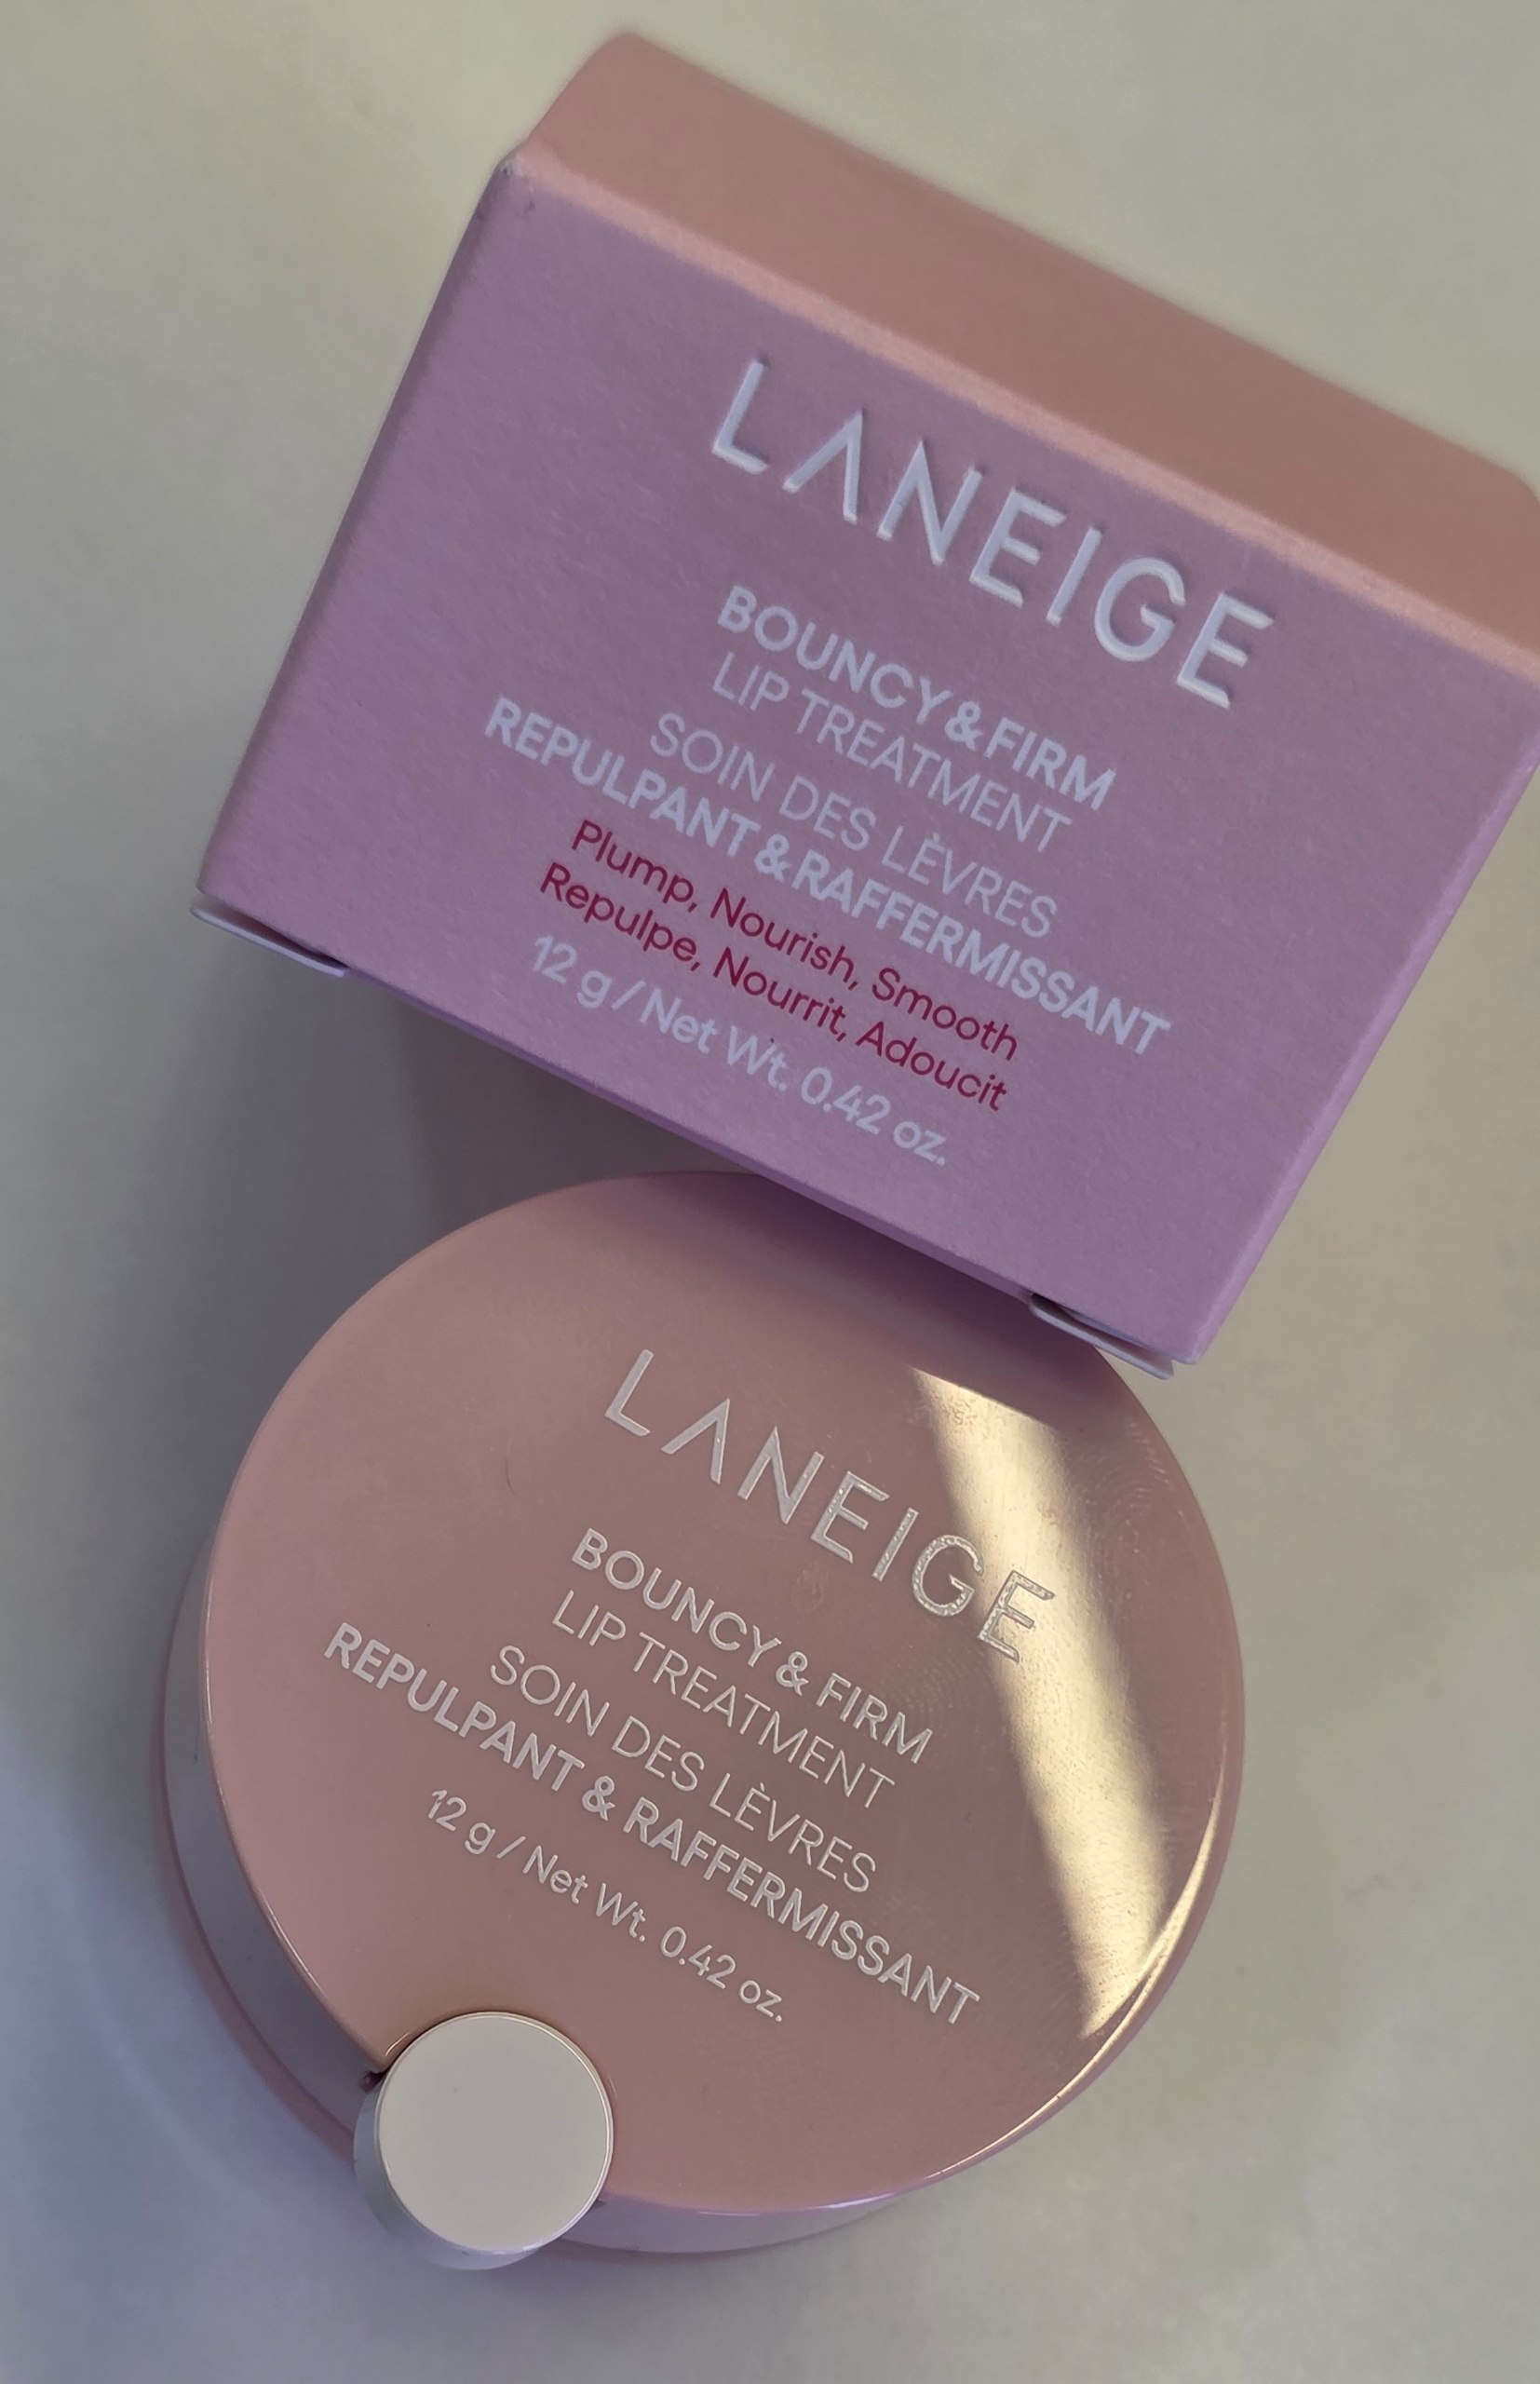 LANEIGE
BOUNCY & FIRM
LIP TREATMENT
SOIN DES LÈVRES
REPULPANT & RAFFERMISSANT
Plump, Nourish, Smooth
Repulpe, Nourrit, Adoucit
12 g / Net Wt. 0.42 oz.
LANEIGE
BOUNCY & FIRM
LIP TREATMENT
SOIN DES LÈVRES
REPULPANT & RAFFERMISSANT
12 g / Net Wt. 0.42 oz.